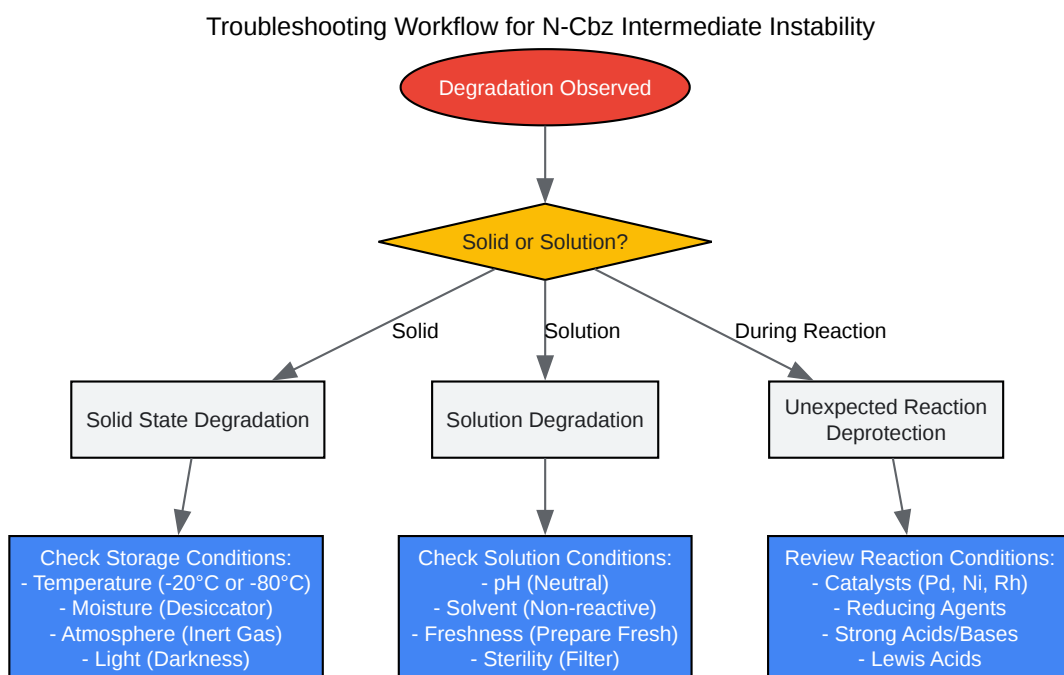 Troubleshooting Workflow for N-Cbz Intermediate Instability
Degradation Observed
Solid or Solution?
Solid
Solution
During Reaction
Solid State Degradation
Solution Degradation
Unexpected Reaction
Deprotection
Check Storage Conditions:
- Temperature (-20°C or -80°C)
- Moisture (Desiccator)
- Atmosphere (Inert Gas)
- Light (Darkness)
Check Solution Conditions:
- pH (Neutral)
- Solvent (Non-reactive)
- Freshness (Prepare Fresh)
- Sterility (Filter)
Review Reaction Conditions:
- Catalysts (Pd, Ni, Rh)
- Reducing Agents
- Strong Acids/Bases
- Lewis Acids